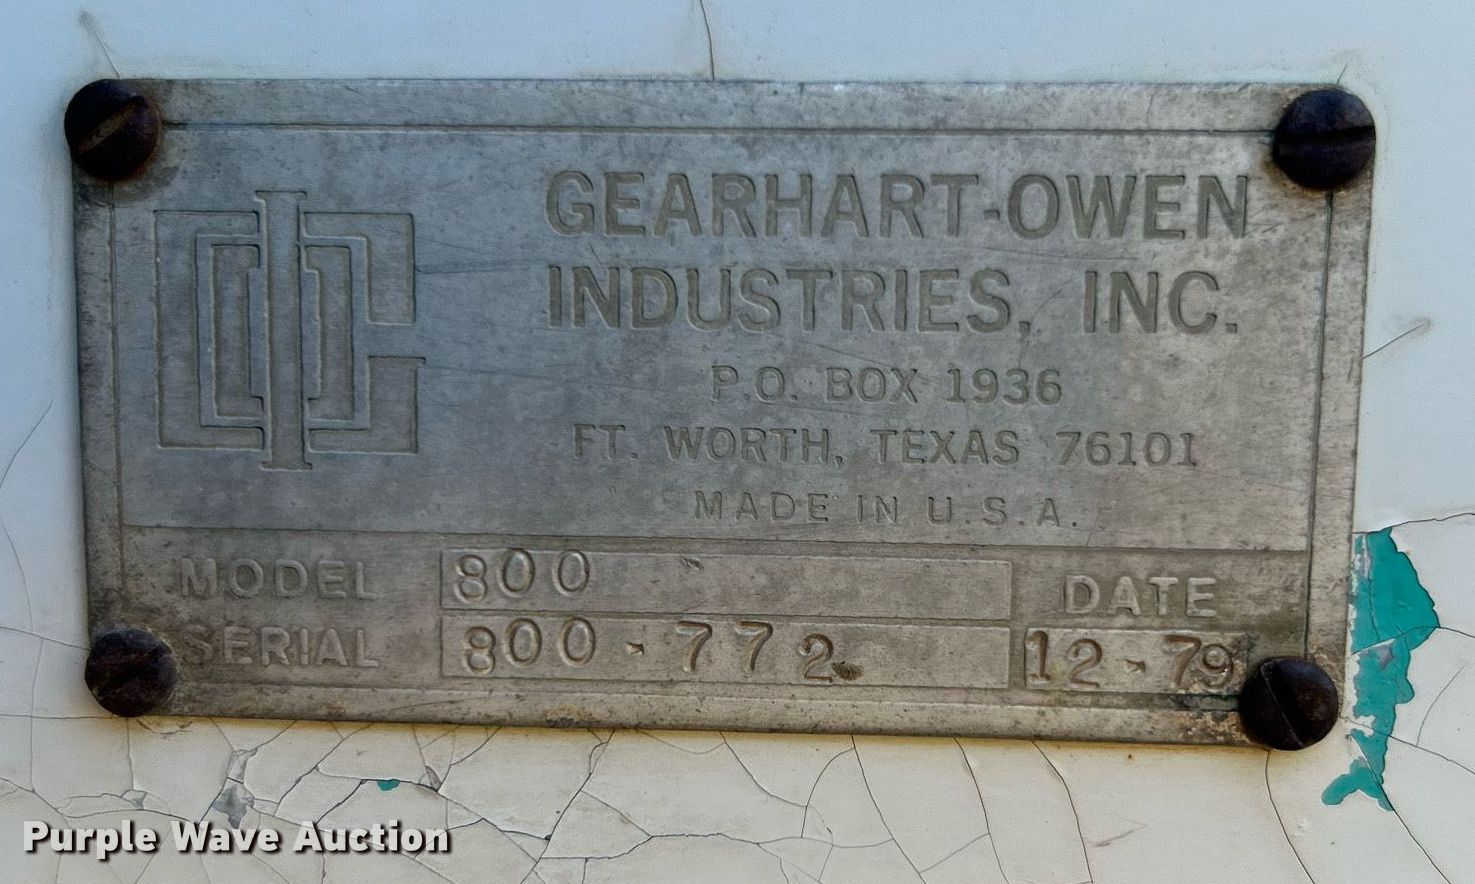 GEARHART-OWEN
INDUSTRIES, INC.
P.O. BOX 1936
FT. WORTH, TEXAS 76101
MADE IN U.S.A.
MODEL 800 DATE
SERIAL 800-772 12-79
Purple Wave Auction